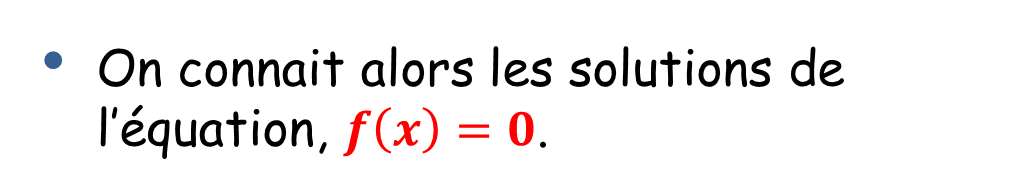 • On connait alors les solutions de
l’équation, f(x) = 0.